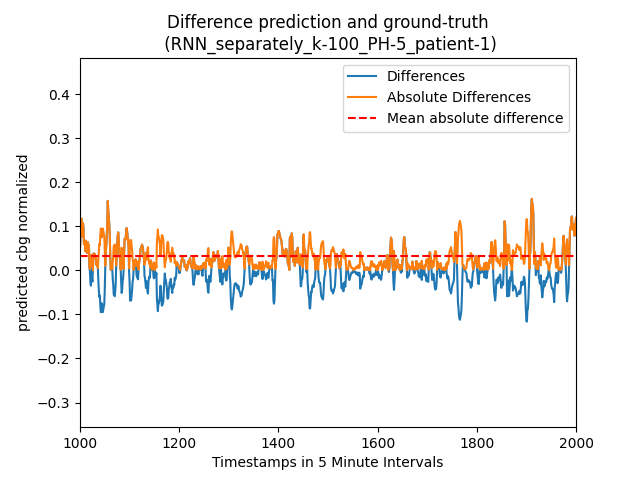 Difference prediction and ground-truth
(RNN_separately_k-100_PH-5_patient-1)
Differences
Absolute Differences
Mean absolute difference
predicted cbg normalized
0.4
0.3
0.2
0.1
0.0
−0.1
−0.2
−0.3
1000 1200 1400 1600 1800 2000
Timestamps in 5 Minute Intervals